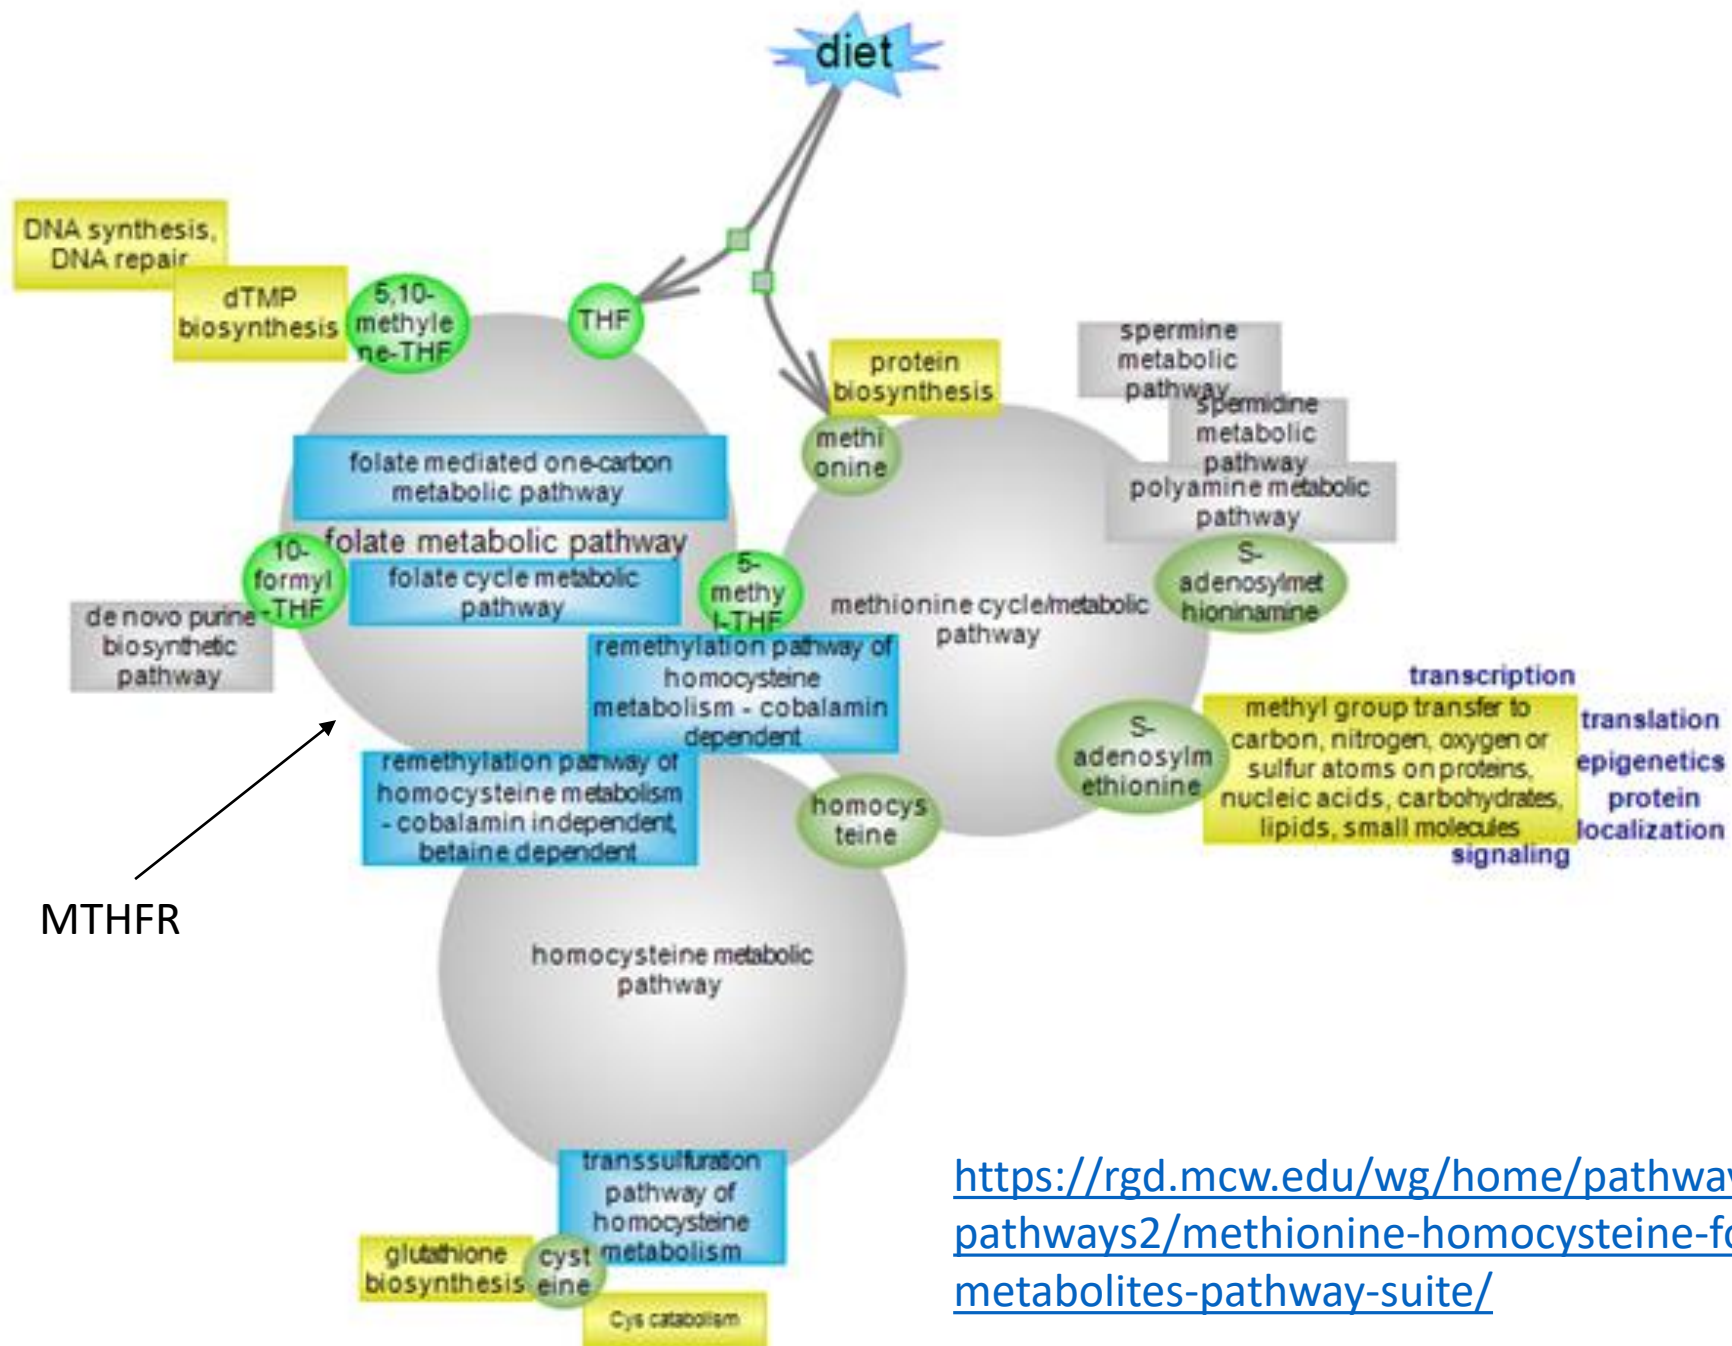 diet
DNA synthesis,
DNA repair
dTMP
biosynthesis
5,10-
methyle
ne-THF
THF
protein
biosynthesis
methi
onine
spermine
metabolic
pathway
spermidine
metabolic
pathway
polyamine metabolic
pathway
folate mediated one-carbon
metabolic pathway
folate metabolic pathway
folate cycle metabolic
pathway
10-
formyl
-THF
de novo purine
biosynthetic
pathway
5-
methy
l-THF
methionine cycle/metabolic
pathway
S-
adenosylmet
hioninamine
remethylation pathway of
homocysteine
metabolism - cobalamin
dependent
remethylation pathway of
homocysteine metabolism
- cobalamin independent,
betaine dependent
homocys
teine
S-
adenosylm
ethionine
transcription
methyl group transfer to
carbon, nitrogen, oxygen or
sulfur atoms on proteins,
nucleic acids, carbohydrates,
lipids, small molecules
translation
epigenetics
protein
localization
signaling
MTHFR
homocysteine metabolic
pathway
transsulfuration
pathway of
homocysteine
metabolism
glutathione
biosynthesis
cyst
eine
Cys catabolism
https://rgd.mcw.edu/wg/home/pathway
pathways2/methionine-homocysteine-fo
metabolites-pathway-suite/